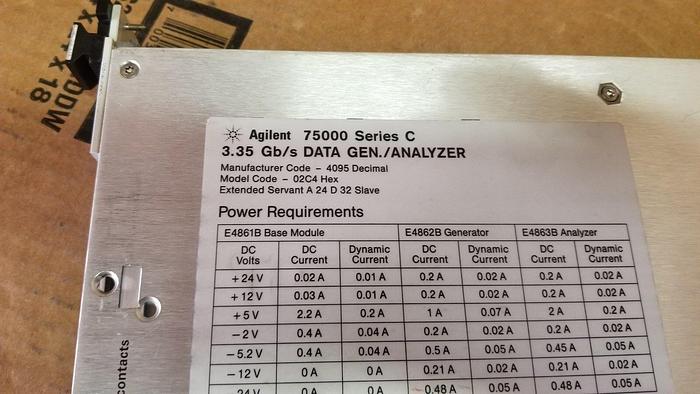 Agilent 75000 Series C
3.35 Gb/s DATA GEN./ANALYZER
Manufacturer Code - 4095 Decimal
Model Code - 02C4 Hex
Extended Servant A 24 D 32 Slave
Power Requirements
E4861B Base Module E4862B Generator E4863B Analyzer
DC Volts DC Current Dynamic Current DC Current Dynamic Current DC Current Dynamic Current
+24 V 0.02 A 0.01 A 0.2 A 0.02 A 0.2 A 0.02 A
+12 V 0.03 A 0.01 A 0.2 A 0.02 A 0.2 A 0.02 A
+5 V 2.2 A 0.2 A 1 A 0.07 A 2 A 0.2 A
-2 V 0.4 A 0.04 A 0.2 A 0.02 A 0.2 A 0.02 A
-5.2 V 0.4 A 0.04 A 0.5 A 0.05 A 0.45 A 0.05 A
-12 V 0 A 0 A 0.21 A 0.02 A 0.21 A 0.02 A
24 V 0 A 0 A 0.48 A 0.05 A 0.48 A 0.05 A
contacts
X 18